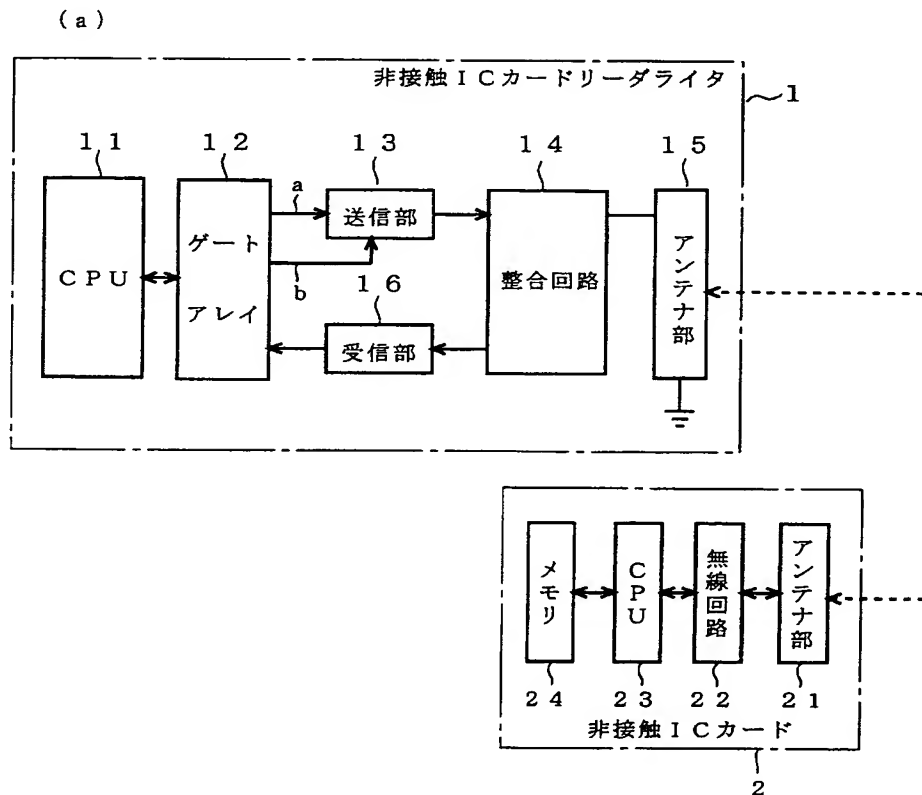 (a)
非接触ICカードリーダライタ
1
11
12
13
14
15
CPU
ゲート
アレイ
a
送信部
b
16
受信部
整合回路
アンテナ部
メモリ
CPU
無線回路
アンテナ部
24
23
22
21
非接触ICカード
2